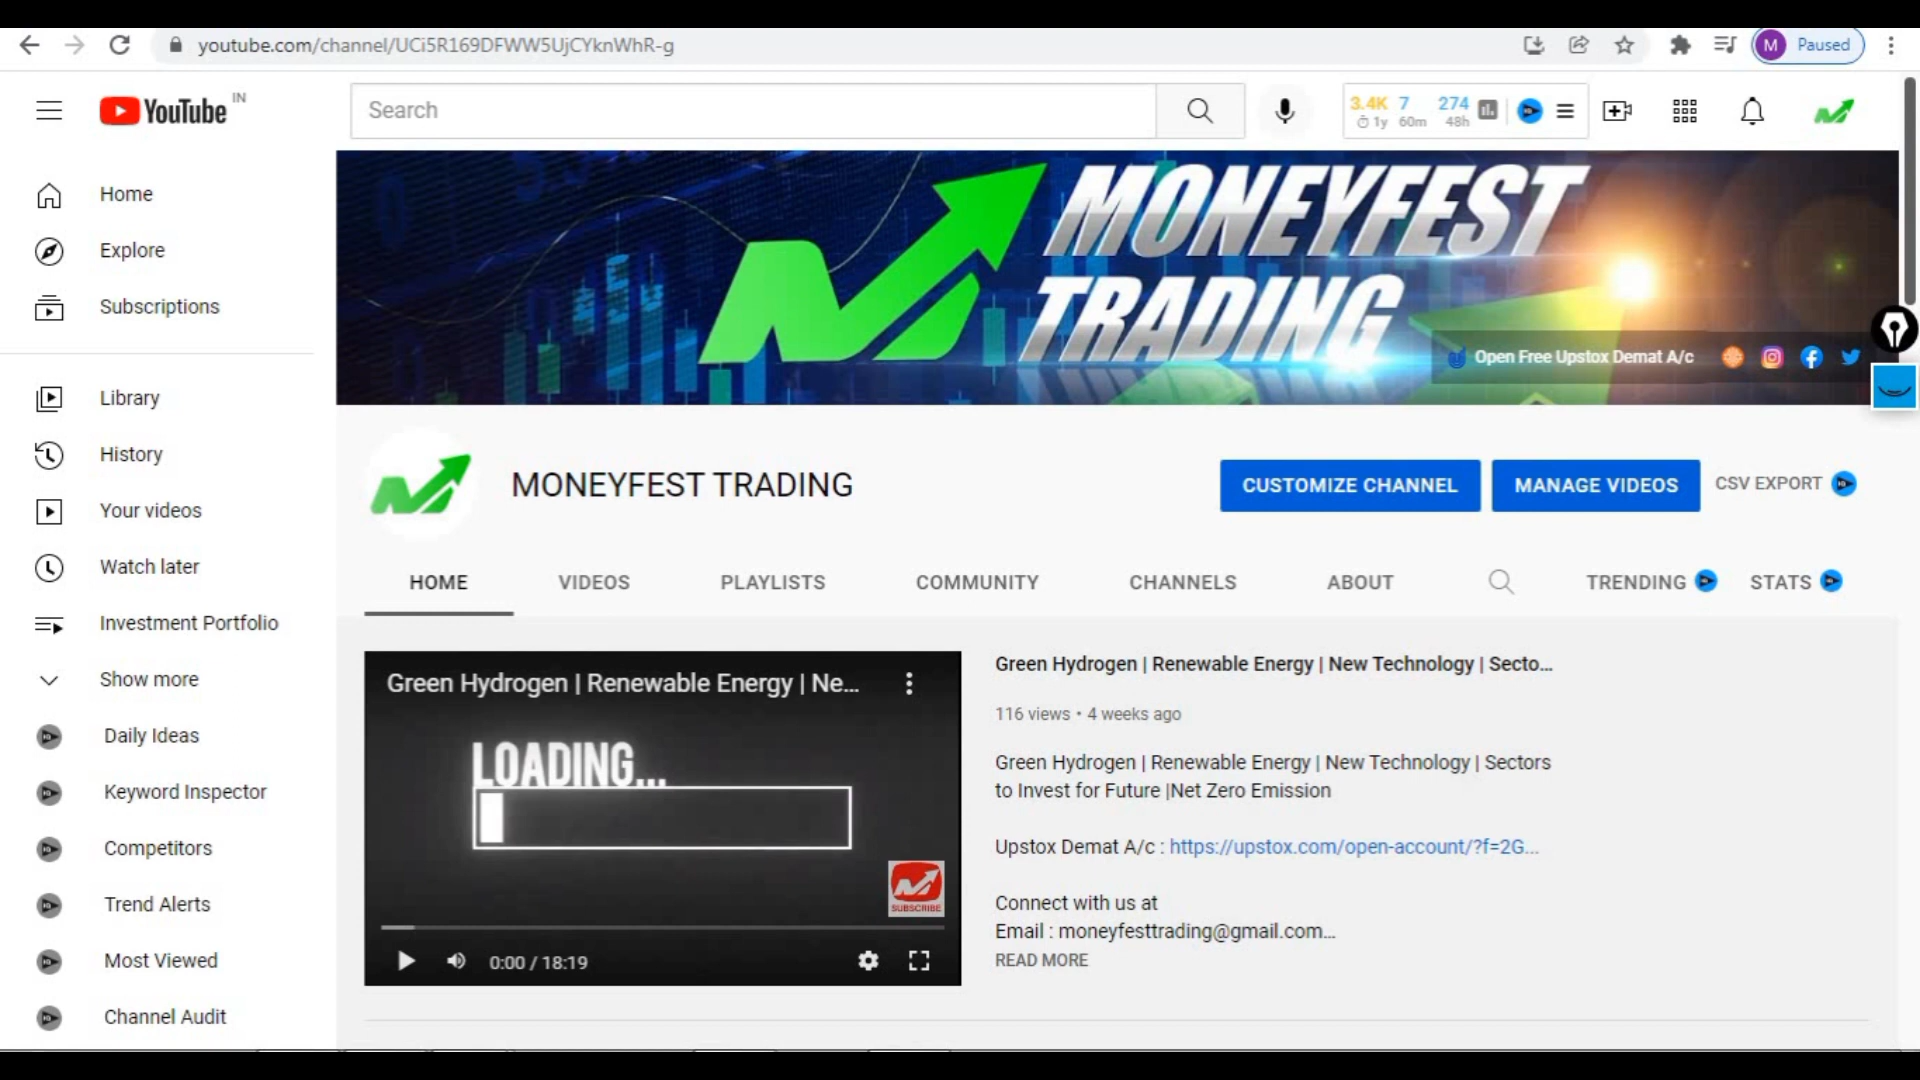 youtube.com/channel/UCi5R169DFWW5UjCYknWhR-g
M Paused
YouTube IN
Search
3.4K 7 274
1y 60m 48h
Home
Explore
Subscriptions
Library
History
Your videos
Watch later
Investment Portfolio
Show more
Daily Ideas
Keyword Inspector
Competitors
Trend Alerts
Most Viewed
Channel Audit
MONEYFEST
TRADING
Open Free Upstox Demat A/c
MONEYFEST TRADING
CUSTOMIZE CHANNEL
MANAGE VIDEOS
CSV EXPORT
HOME
VIDEOS
PLAYLISTS
COMMUNITY
CHANNELS
ABOUT
TRENDING
STATS
Green Hydrogen | Renewable Energy | Ne...
LOADING...
SUBSCRIBE
0:00 / 18:19
Green Hydrogen | Renewable Energy | New Technology | Secto...
116 views • 4 weeks ago
Green Hydrogen | Renewable Energy | New Technology | Sectors
to Invest for Future |Net Zero Emission
Upstox Demat A/c : https://upstox.com/open-account/?f=2G...
Connect with us at
Email : moneyfesttrading@gmail.com...
READ MORE